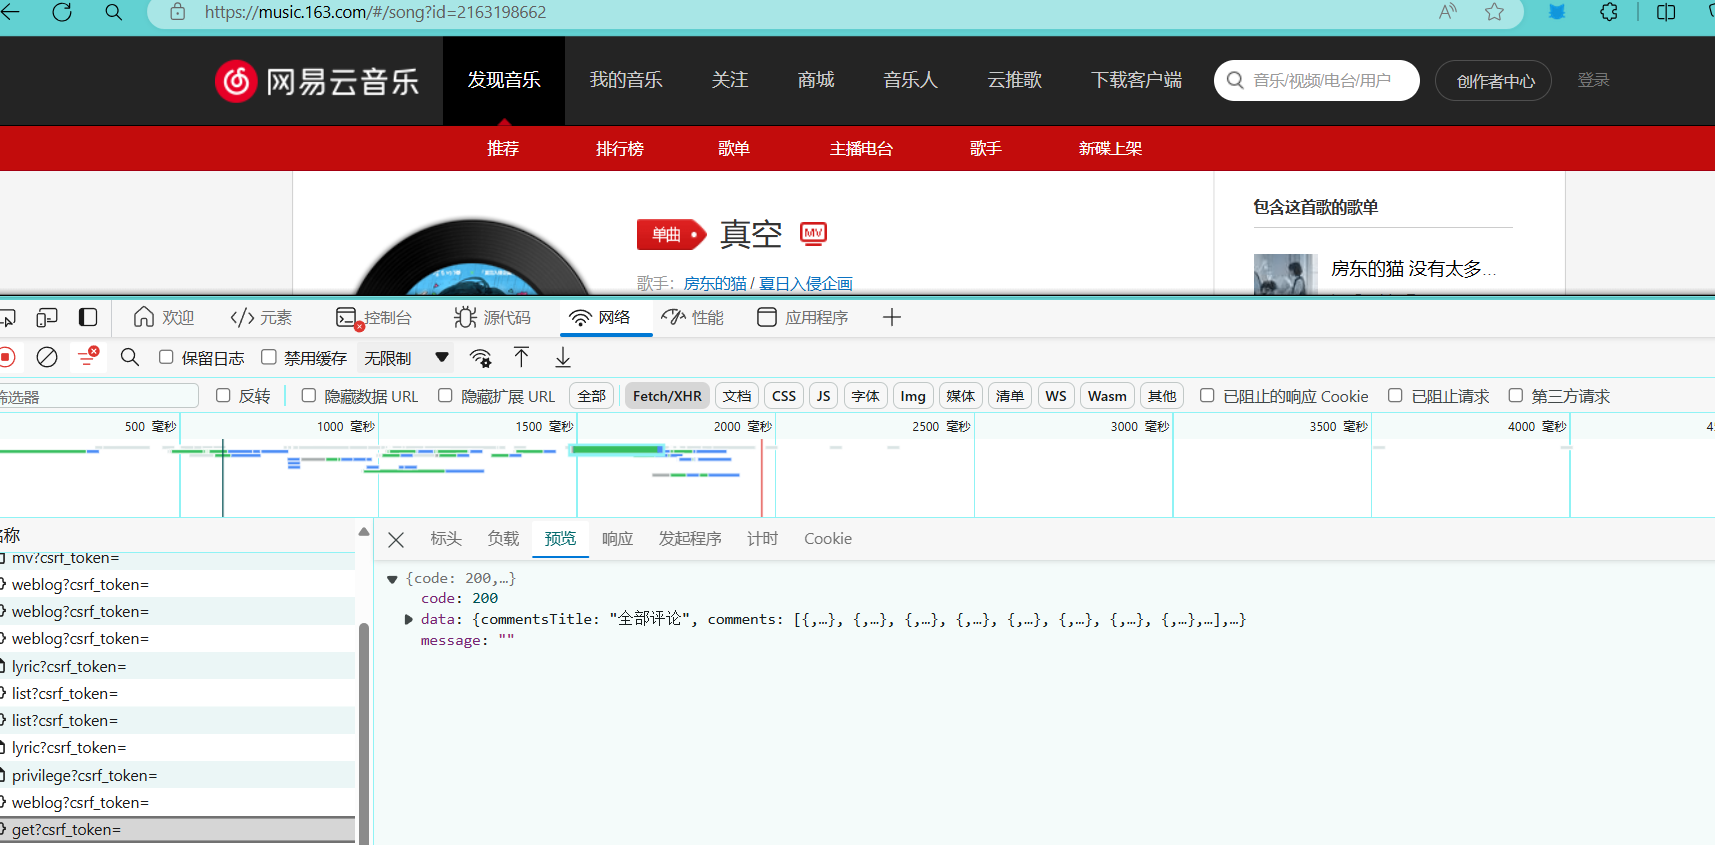 https://music.163.com/#/song?id=2163198662
网易云音乐 发现音乐 我的音乐 关注 商城 音乐人 云推歌 下载客户端 音乐/视频/电台/用户 创作者中心 登录
推荐 排行榜 歌单 主播电台 歌手 新碟上架
单曲 真空 MV
歌手：房东的猫 / 夏日入侵企画
包含这首歌的歌单
房东的猫 没有太多...
欢迎 元素 控制台 源代码 网络 性能 应用程序
保留日志 禁用缓存 无限制
筛选器 反转 隐藏数据 URL 隐藏扩展 URL 全部 Fetch/XHR 文档 CSS JS 字体 Img 媒体 清单 WS Wasm 其他 已阻止的响应 Cookie 已阻止请求 第三方请求
500 毫秒 1000 毫秒 1500 毫秒 2000 毫秒 2500 毫秒 3000 毫秒 3500 毫秒 4000 毫秒
名称
mv?csrf_token=
weblog?csrf_token=
weblog?csrf_token=
weblog?csrf_token=
lyric?csrf_token=
list?csrf_token=
list?csrf_token=
lyric?csrf_token=
privilege?csrf_token=
weblog?csrf_token=
get?csrf_token=
标头 负载 预览 响应 发起程序 计时 Cookie
{code: 200,…}
code: 200
data: {commentsTitle: "全部评论", comments: [{,…}, {,…}, {,…}, {,…}, {,…}, {,…}, {,…}, {,…},…],…}
message: ""